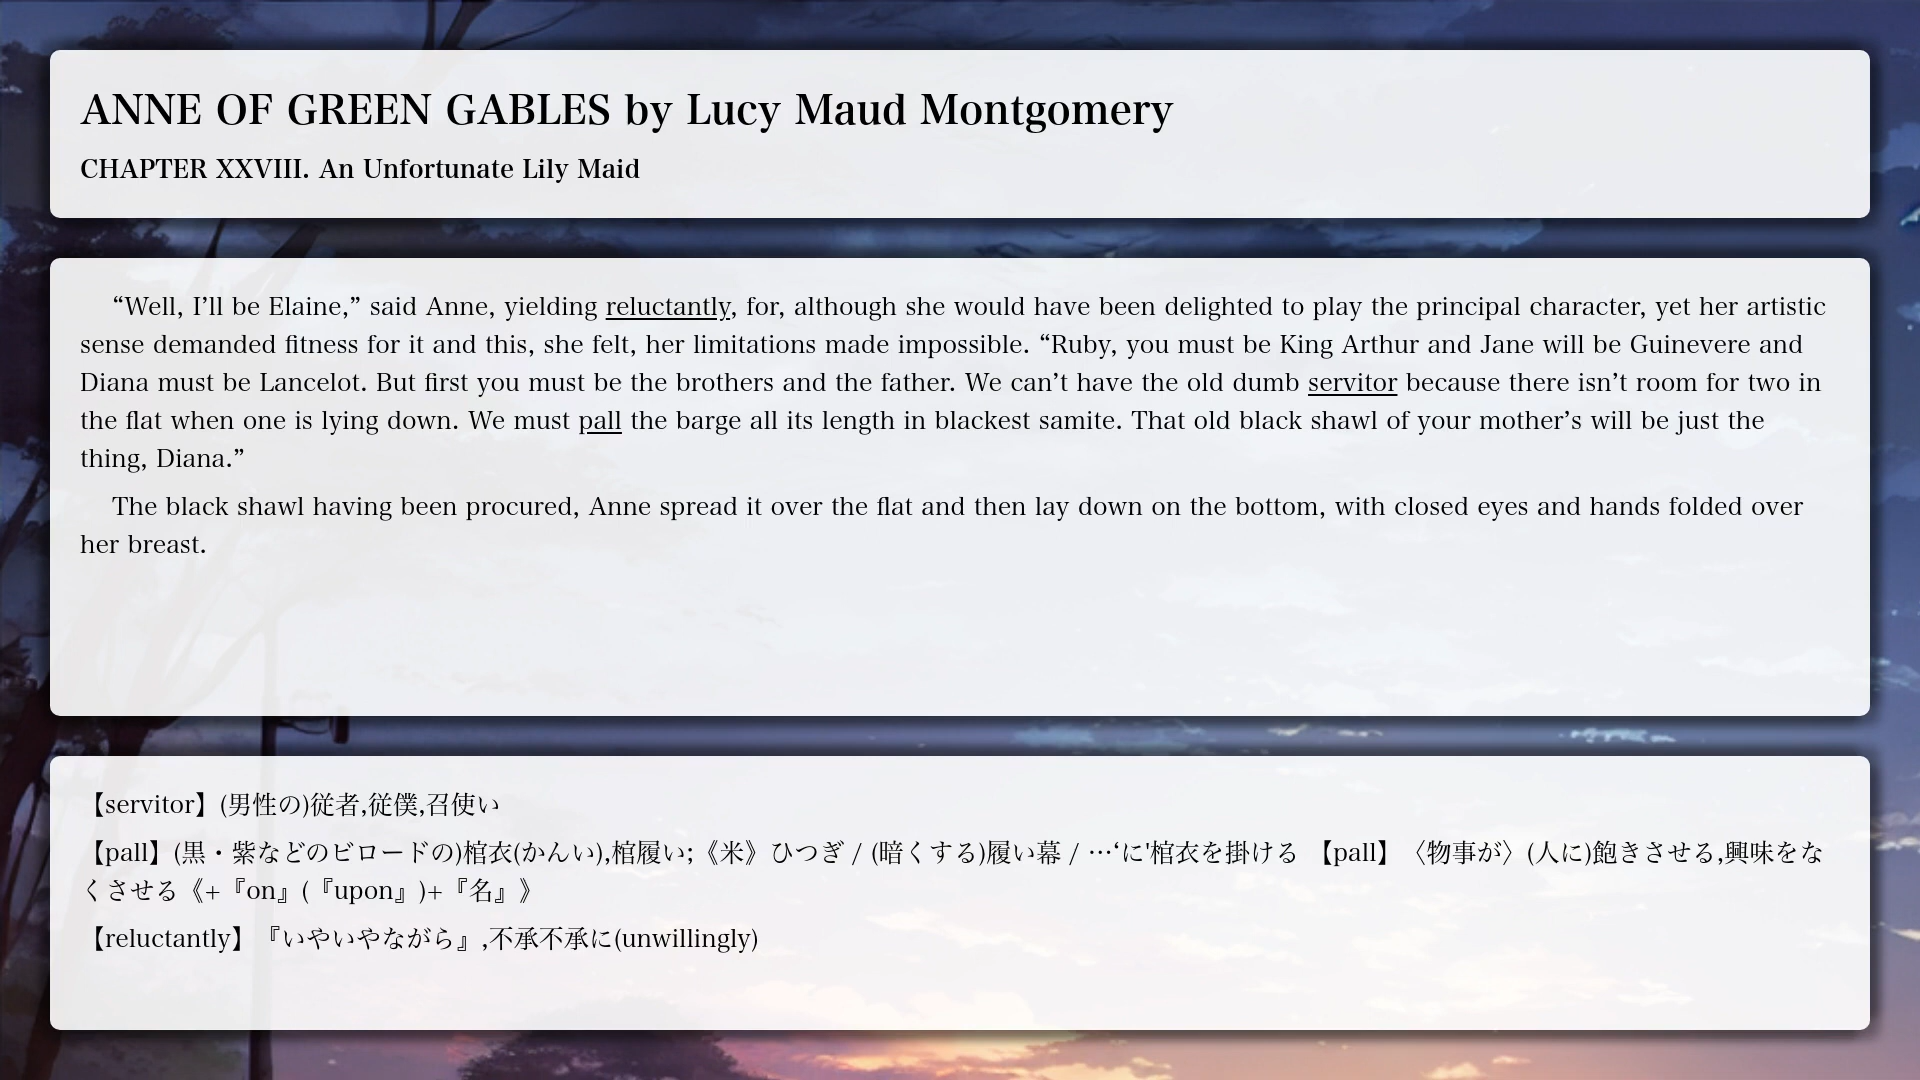 ANNE OF GREEN GABLES by Lucy Maud Montgomery
CHAPTER XXVIII. An Unfortunate Lily Maid
“Well, I’ll be Elaine,” said Anne, yielding reluctantly, for, although she would have been delighted to play the principal character, yet her artistic
sense demanded fitness for it and this, she felt, her limitations made impossible. “Ruby, you must be King Arthur and Jane will be Guinevere and
Diana must be Lancelot. But first you must be the brothers and the father. We can’t have the old dumb servitor because there isn’t room for two in
the flat when one is lying down. We must pall the barge all its length in blackest samite. That old black shawl of your mother’s will be just the
thing, Diana.”
The black shawl having been procured, Anne spread it over the flat and then lay down on the bottom, with closed eyes and hands folded over
her breast.
【servitor】(男性の)従者,従僕,召使い
【pall】(黒・紫などのビロードの)棺衣(かんい),棺履い;《米》ひつぎ / (暗くする)履い幕 / …‘に'棺衣を掛ける 【pall】〈物事が〉(人に)飽きさせる,興味をな
くさせる《+『on』(『upon』)+『名』》
【reluctantly】『いやいやながら』,不承不承に(unwillingly)